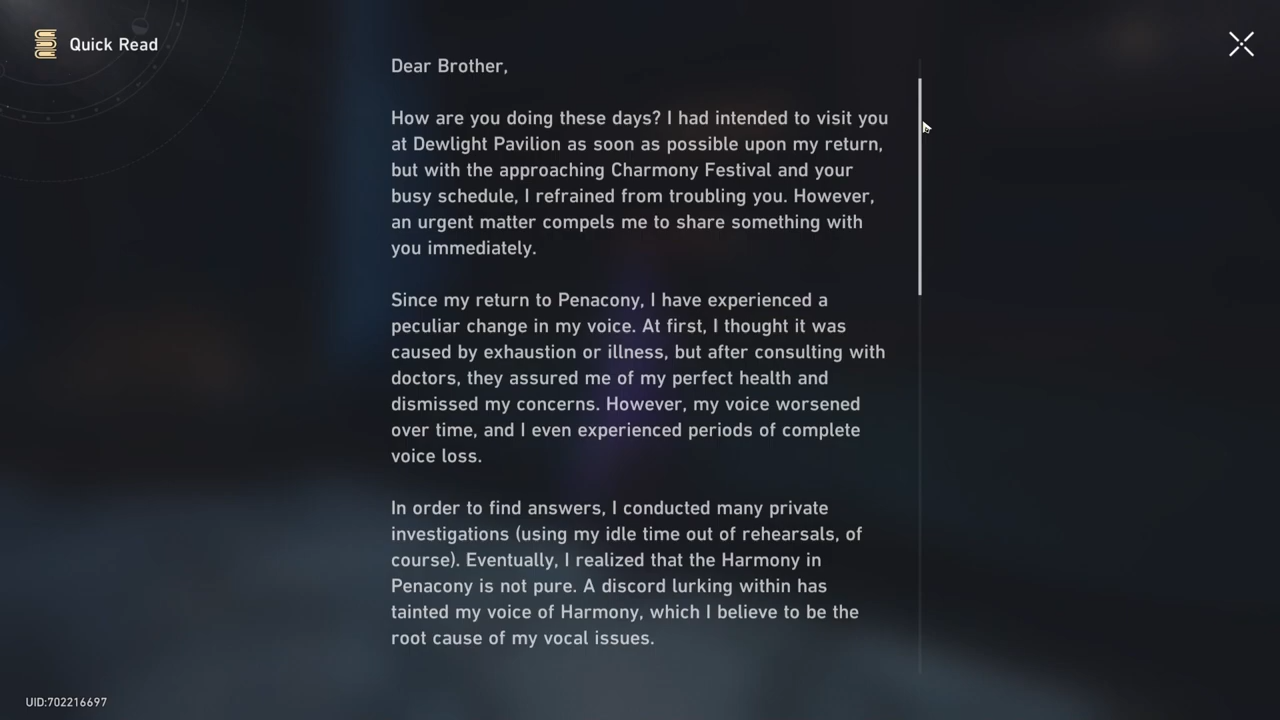 Quick Read
Dear Brother,
How are you doing these days? I had intended to visit you
at Dewlight Pavilion as soon as possible upon my return,
but with the approaching Charmony Festival and your
busy schedule, I refrained from troubling you. However,
an urgent matter compels me to share something with
you immediately.
Since my return to Penacony, I have experienced a
peculiar change in my voice. At first, I thought it was
caused by exhaustion or illness, but after consulting with
doctors, they assured me of my perfect health and
dismissed my concerns. However, my voice worsened
over time, and I even experienced periods of complete
voice loss.
In order to find answers, I conducted many private
investigations (using my idle time out of rehearsals, of
course). Eventually, I realized that the Harmony in
Penacony is not pure. A discord lurking within has
tainted my voice of Harmony, which I believe to be the
root cause of my vocal issues.
UID:702216697